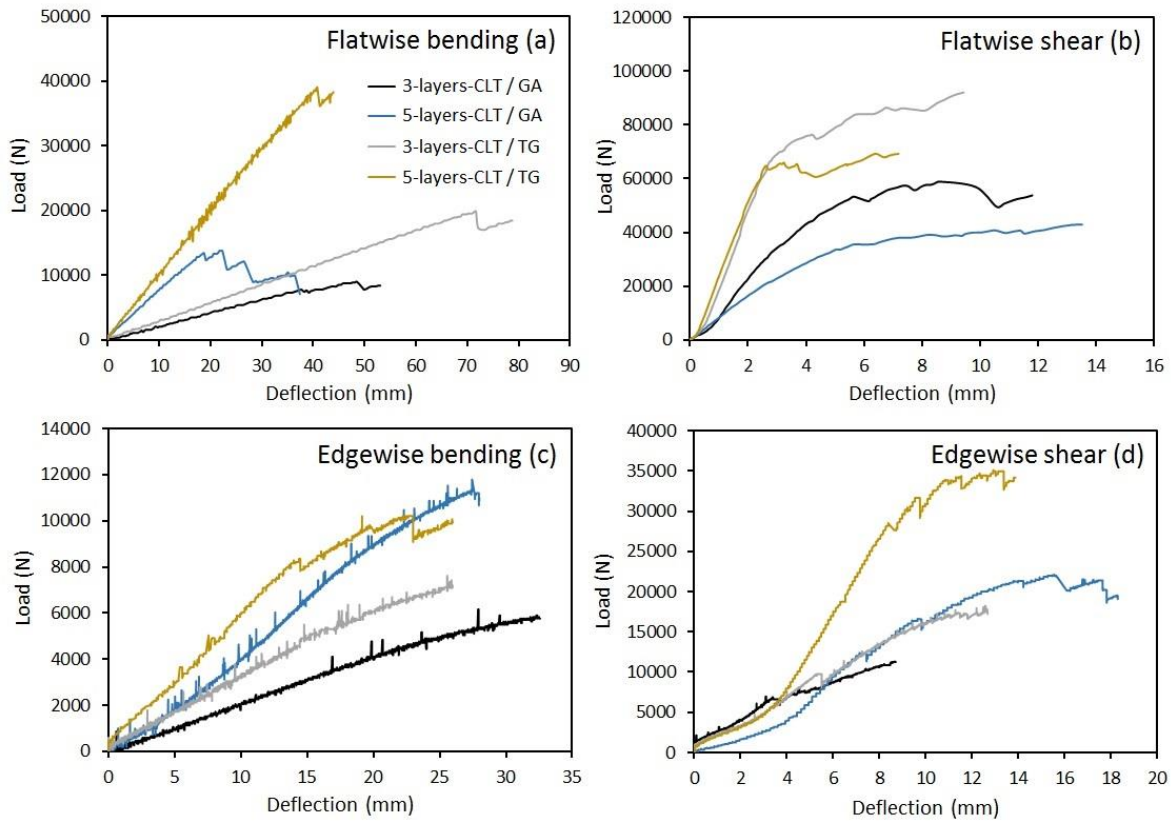 Flatwise bending (a)
50000
40000
30000
20000
10000
0
Load (N)
3-layers-CLT / GA
5-layers-CLT / GA
3-layers-CLT / TG
5-layers-CLT / TG
0 10 20 30 40 50 60 70 80 90
Deflection (mm)
Flatwise shear (b)
120000
100000
80000
60000
40000
20000
0
Load (N)
0 2 4 6 8 10 12 14 16
Deflection (mm)
Edgewise bending (c)
14000
12000
10000
8000
6000
4000
2000
0
Load (N)
0 5 10 15 20 25 30 35
Deflection (mm)
Edgewise shear (d)
40000
35000
30000
25000
20000
15000
10000
5000
0
Load (N)
0 2 4 6 8 10 12 14 16 18 20
Deflection (mm)